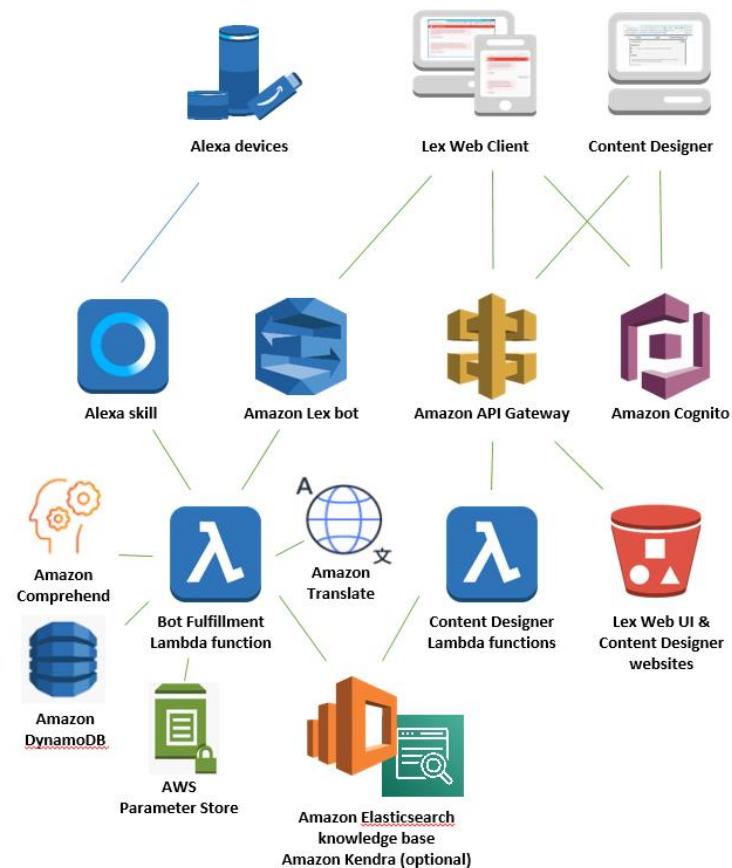 Alexa devices
Lex Web Client
Content Designer
Alexa skill
Amazon Lex bot
Amazon API Gateway
Amazon Cognito
Amazon
Comprehend
Bot Fulfillment
Lambda function
A
文
Amazon
Translate
Content Designer
Lambda functions
Lex Web UI &
Content Designer
websites
Amazon
DynamoDB
AWS
Parameter Store
Amazon Elasticsearch
knowledge base
Amazon Kendra (optional)